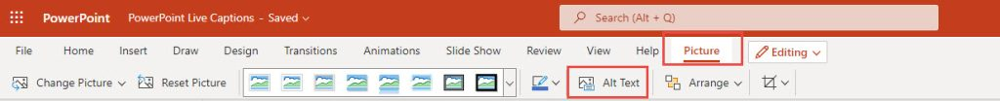 PowerPoint PowerPoint Live Captions - Saved Search (Alt + Q)
File Home Insert Draw Design Transitions Animations Slide Show Review View Help Picture Editing
Change Picture Reset Picture Alt Text Arrange